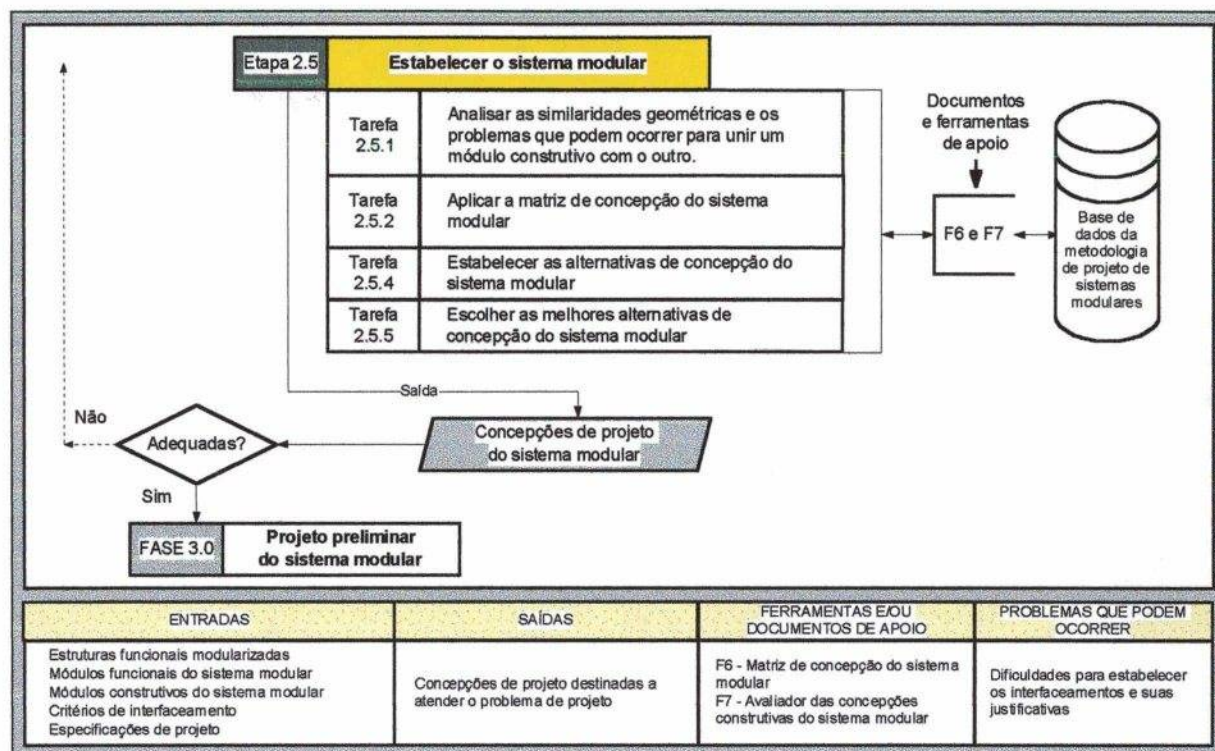 Etapa 2.5
Estabelecer o sistema modular
Tarefa
2.5.1
Analisar as similaridades geométricas e os
problemas que podem ocorrer para unir um
módulo construtivo com o outro.
Tarefa
2.5.2
Aplicar a matriz de concepção do sistema
modular
Tarefa
2.5.4
Estabelecer as alternativas de concepção do
sistema modular
Tarefa
2.5.5
Escolher as melhores alternativas de
concepção do sistema modular
Documentos
e ferramentas
de apoio
F6 e F7
Base de
dados da
metodologia
de projeto de
sistemas
modulares
Saída
Não
Adequadas?
Concepções de projeto
do sistema modular
Sim
FASE 3.0
Projeto preliminar
do sistema modular
ENTRADAS
SAÍDAS
FERRAMENTAS E/OU
DOCUMENTOS DE APOIO
PROBLEMAS QUE PODEM
OCORRER
Estruturas funcionais modularizadas
Módulos funcionais do sistema modular
Módulos construtivos do sistema modular
Critérios de interfaceamento
Especificações de projeto
Concepções de projeto destinadas a
atender o problema de projeto
F6 - Matriz de concepção do sistema
modular
F7 - Avaliador das concepções
construtivas do sistema modular
Dificuldades para estabelecer
os interfaceamentos e suas
justificativas